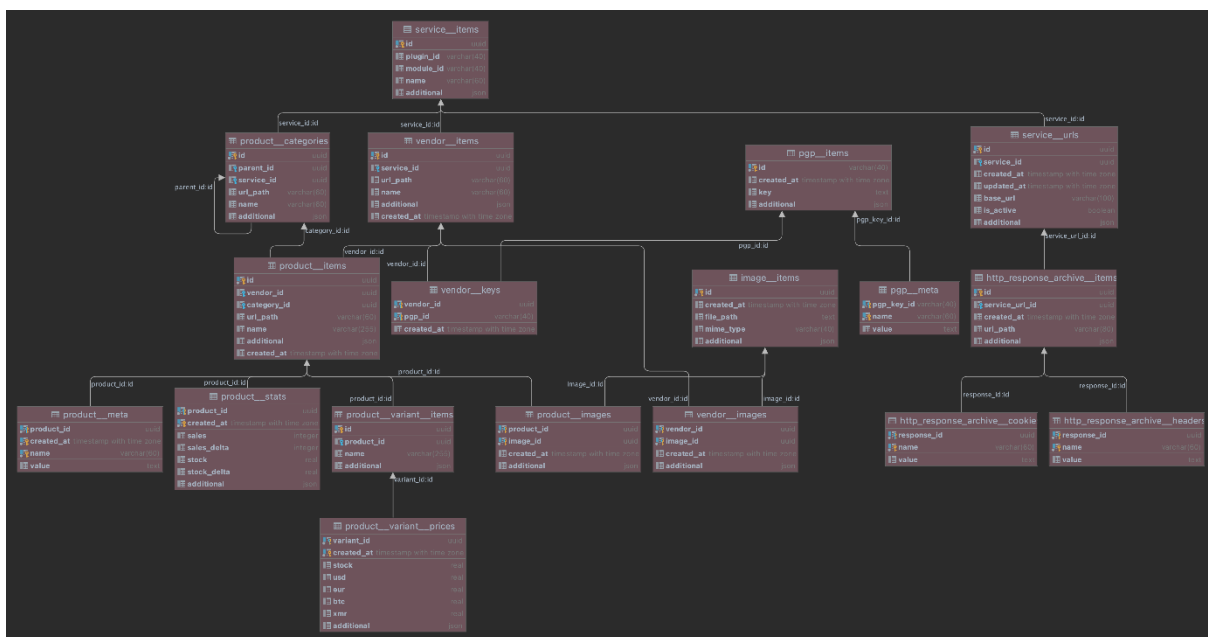 service__items
id uuid
plugin_id varchar(40)
module_id varchar(40)
name varchar(60)
additional json
service_id:id
service_id:id
service_id:id
product__categories
id uuid
parent_id uuid
service_id uuid
url_path varchar(60)
name varchar(60)
additional json
parent_id:id
vendor__items
id uuid
service_id uuid
url_path varchar(60)
name
additional json
created_at timestamp with time zone
pgp__items
id varchar(40)
created_at timestamp with time zone
key text
additional json
service__urls
id uuid
service_id uuid
created_at timestamp with time zone
updated_at timestamp with time zone
base_url varchar(100)
is_active boolean
additional json
category_id:id
vendor_id:id
vendor_id:id
pgp_id:id
pgp_key_id:id
service_url_id:id
product__items
id uuid
vendor_id uuid
category_id uuid
url_path varchar(60)
name varchar(255)
additional json
created_at timestamp with time zone
vendor__keys
vendor_id uuid
pgp_id varchar(40)
created_at timestamp with time zone
image__items
id uuid
created_at timestamp with time zone
file_path text
mime_type
additional json
pgp__meta
pgp_key_id varchar(40)
name varchar(60)
value text
http_response_archive__items
id uuid
service_url_id uuid
created_at timestamp with time zone
url_path
additional json
product_id:id
product_id:id
product_id:id
product_id:id
image_id:id
vendor_id:id
image_id:id
response_id:id
response_id:id
product__meta
product_id uuid
created_at timestamp with time zone
name varchar(60)
value text
product__stats
product_id uuid
created_at timestamp with time zone
sales integer
sales_delta integer
stock real
stock_delta real
additional json
product__variant__items
id uuid
product_id uuid
name varchar(255)
additional json
product__images
product_id uuid
image_id uuid
created_at timestamp with time zone
additional json
vendor__images
vendor_id uuid
image_id uuid
created_at timestamp with time zone
additional json
http_response_archive__cookie
response_id uuid
name varchar(60)
value text
http_response_archive__headers
response_id uuid
name varchar(60)
value text
variant_id:id
product__variant__prices
variant_id uuid
created_at timestamp with time zone
stock real
usd real
eur real
btc real
xmr real
additional json